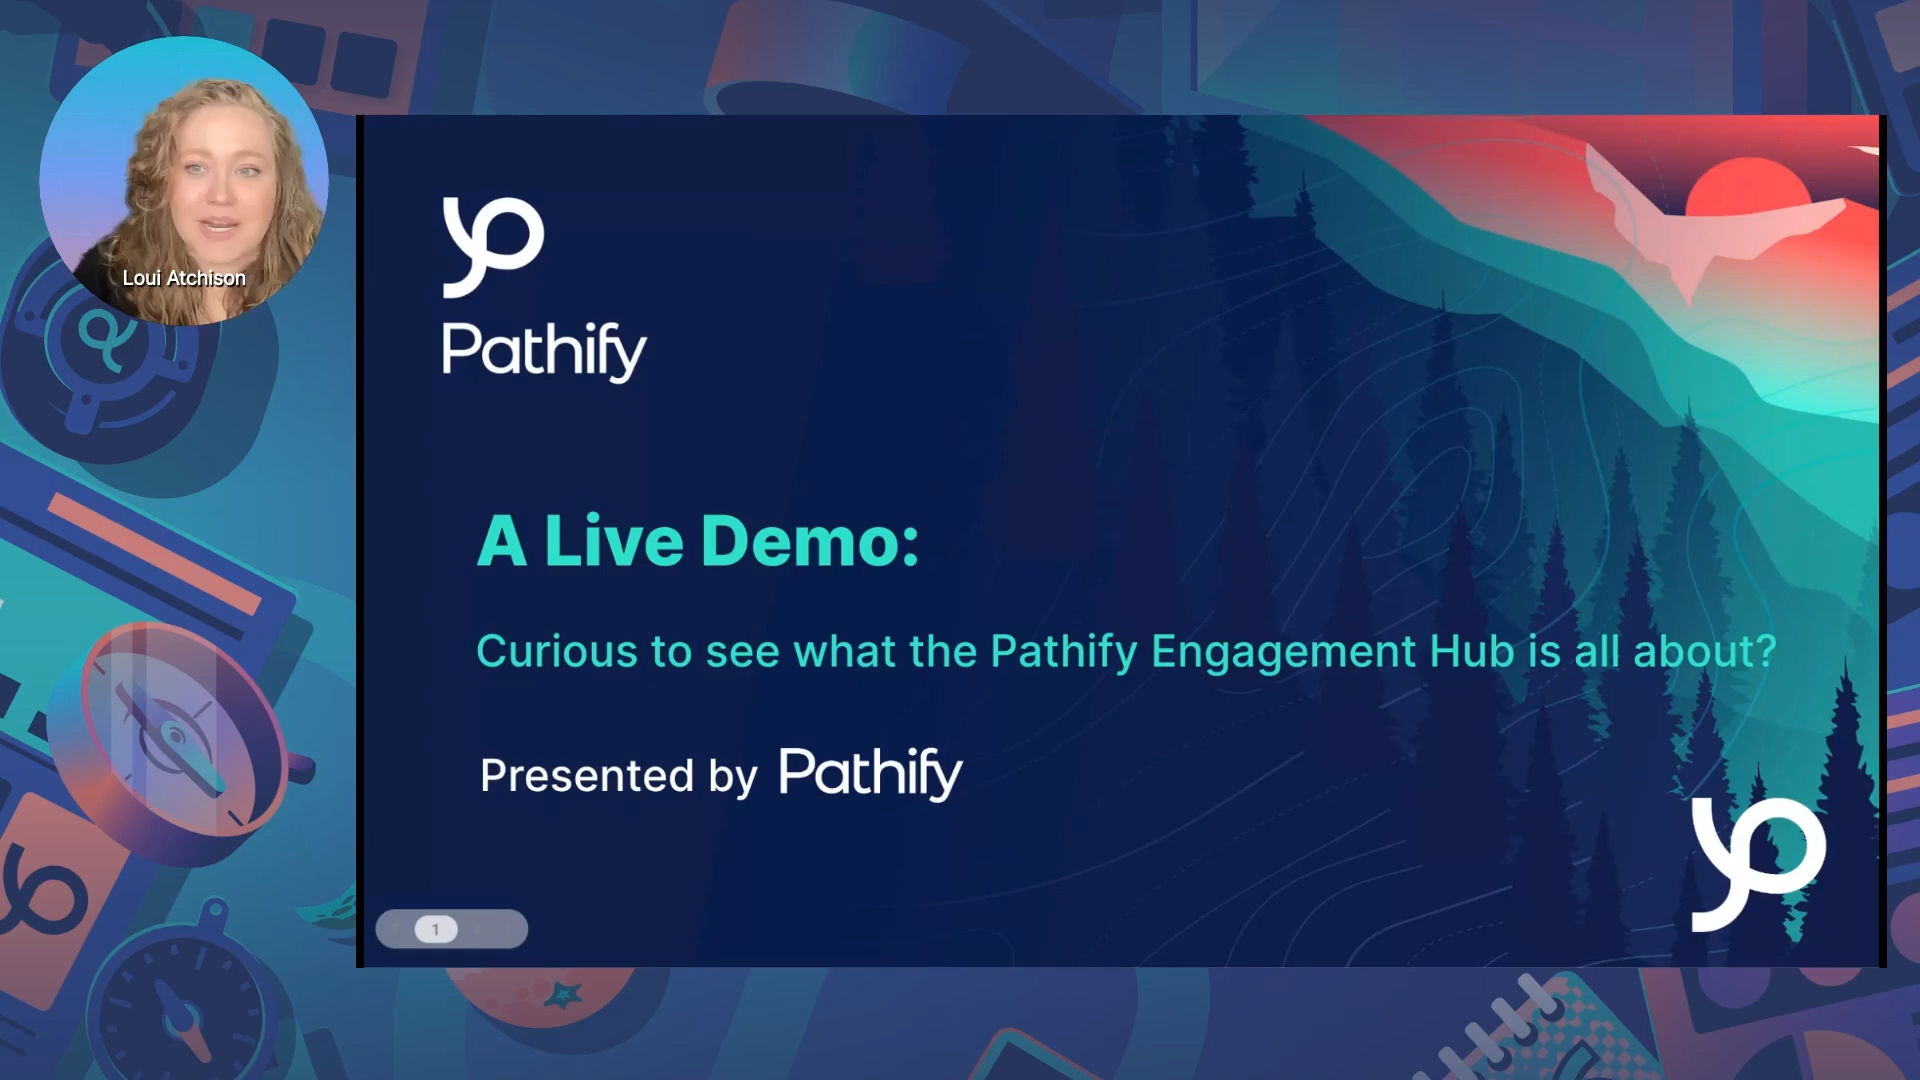 Loui Atchison
Pathify
A Live Demo:
Curious to see what the Pathify Engagement Hub is all about?
Presented by Pathify
1